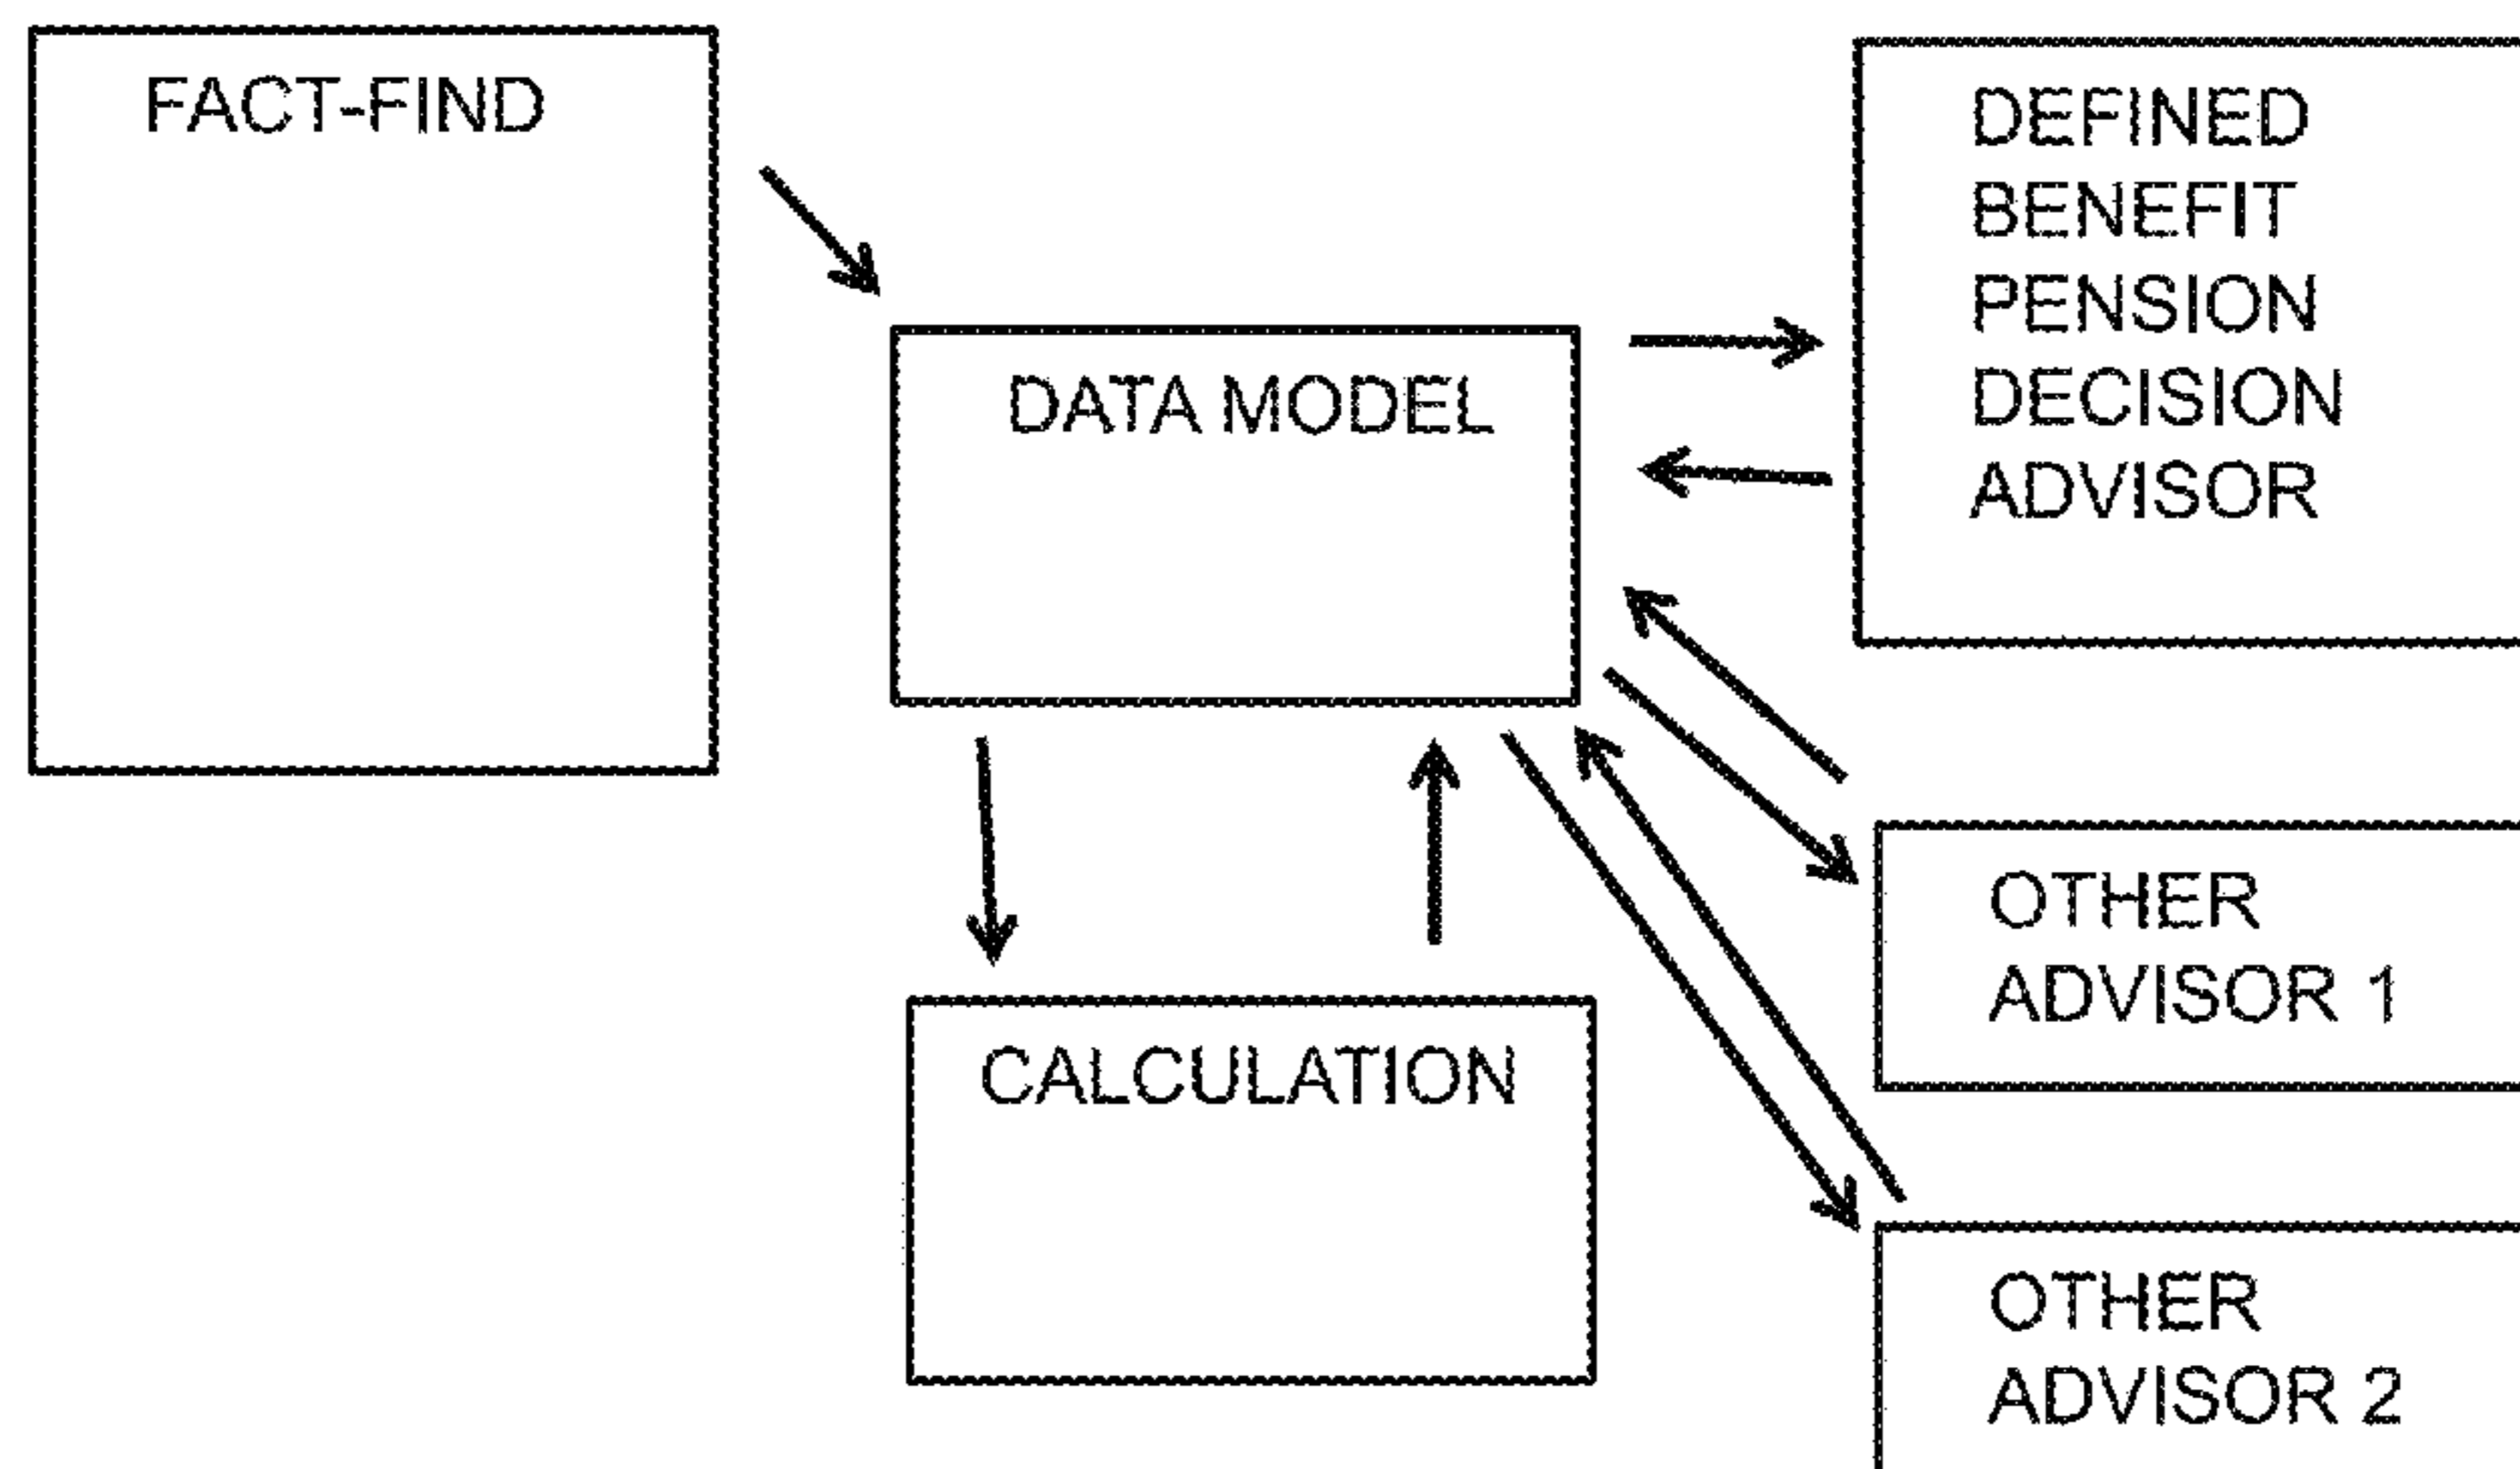 FACT-FIND
DATA MODEL
DEFINED
BENEFIT
PENSION
DECISION
ADVISOR
CALCULATION
OTHER
ADVISOR 1
OTHER
ADVISOR 2